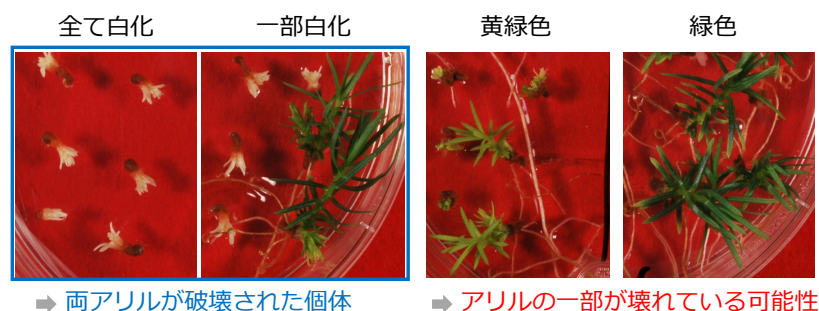 全て白化
一部白化
黄緑色
緑色
➡ 両アリルが破壊された個体
➡ アリルの一部が壊れている可能性